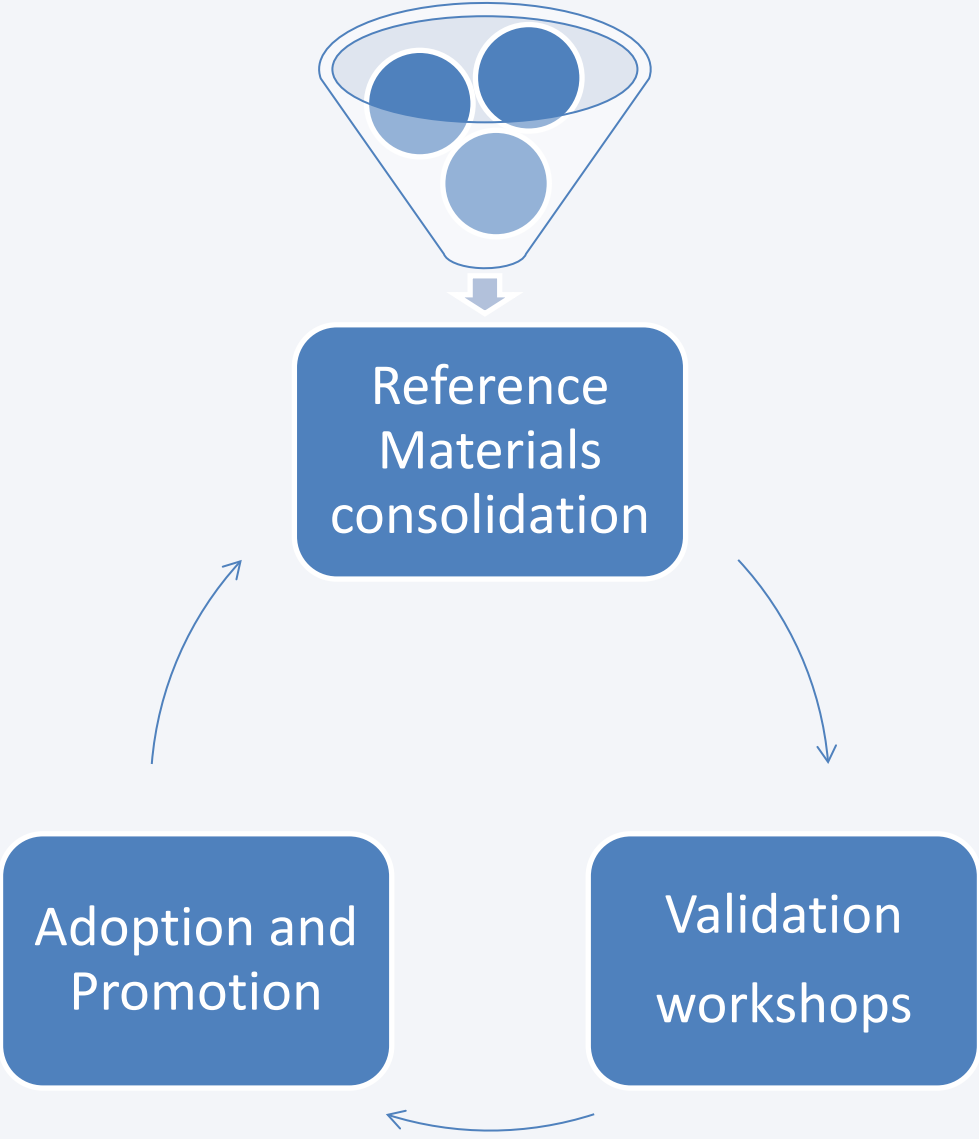 Reference
Materials
consolidation
Adoption and
Promotion
Validation
workshops